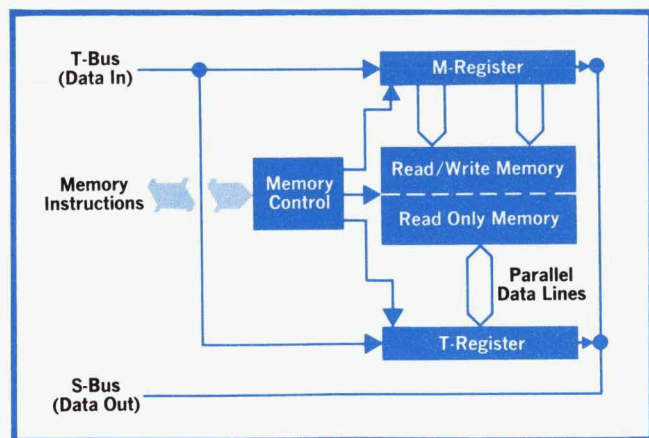 T-Bus
(Data In)
M-Register
Memory
Instructions
Memory
Control
Read/Write Memory
Read Only Memory
Parallel
Data Lines
T-Register
S-Bus
(Data Out)